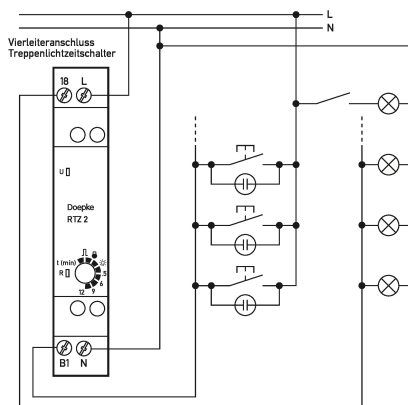 L
N
Vierleiteranschluss
Treppenlichtzeitschalter
18 L
U
Doepke
RTZ 2
t (min)
R
.5
6
9
12
B1 N